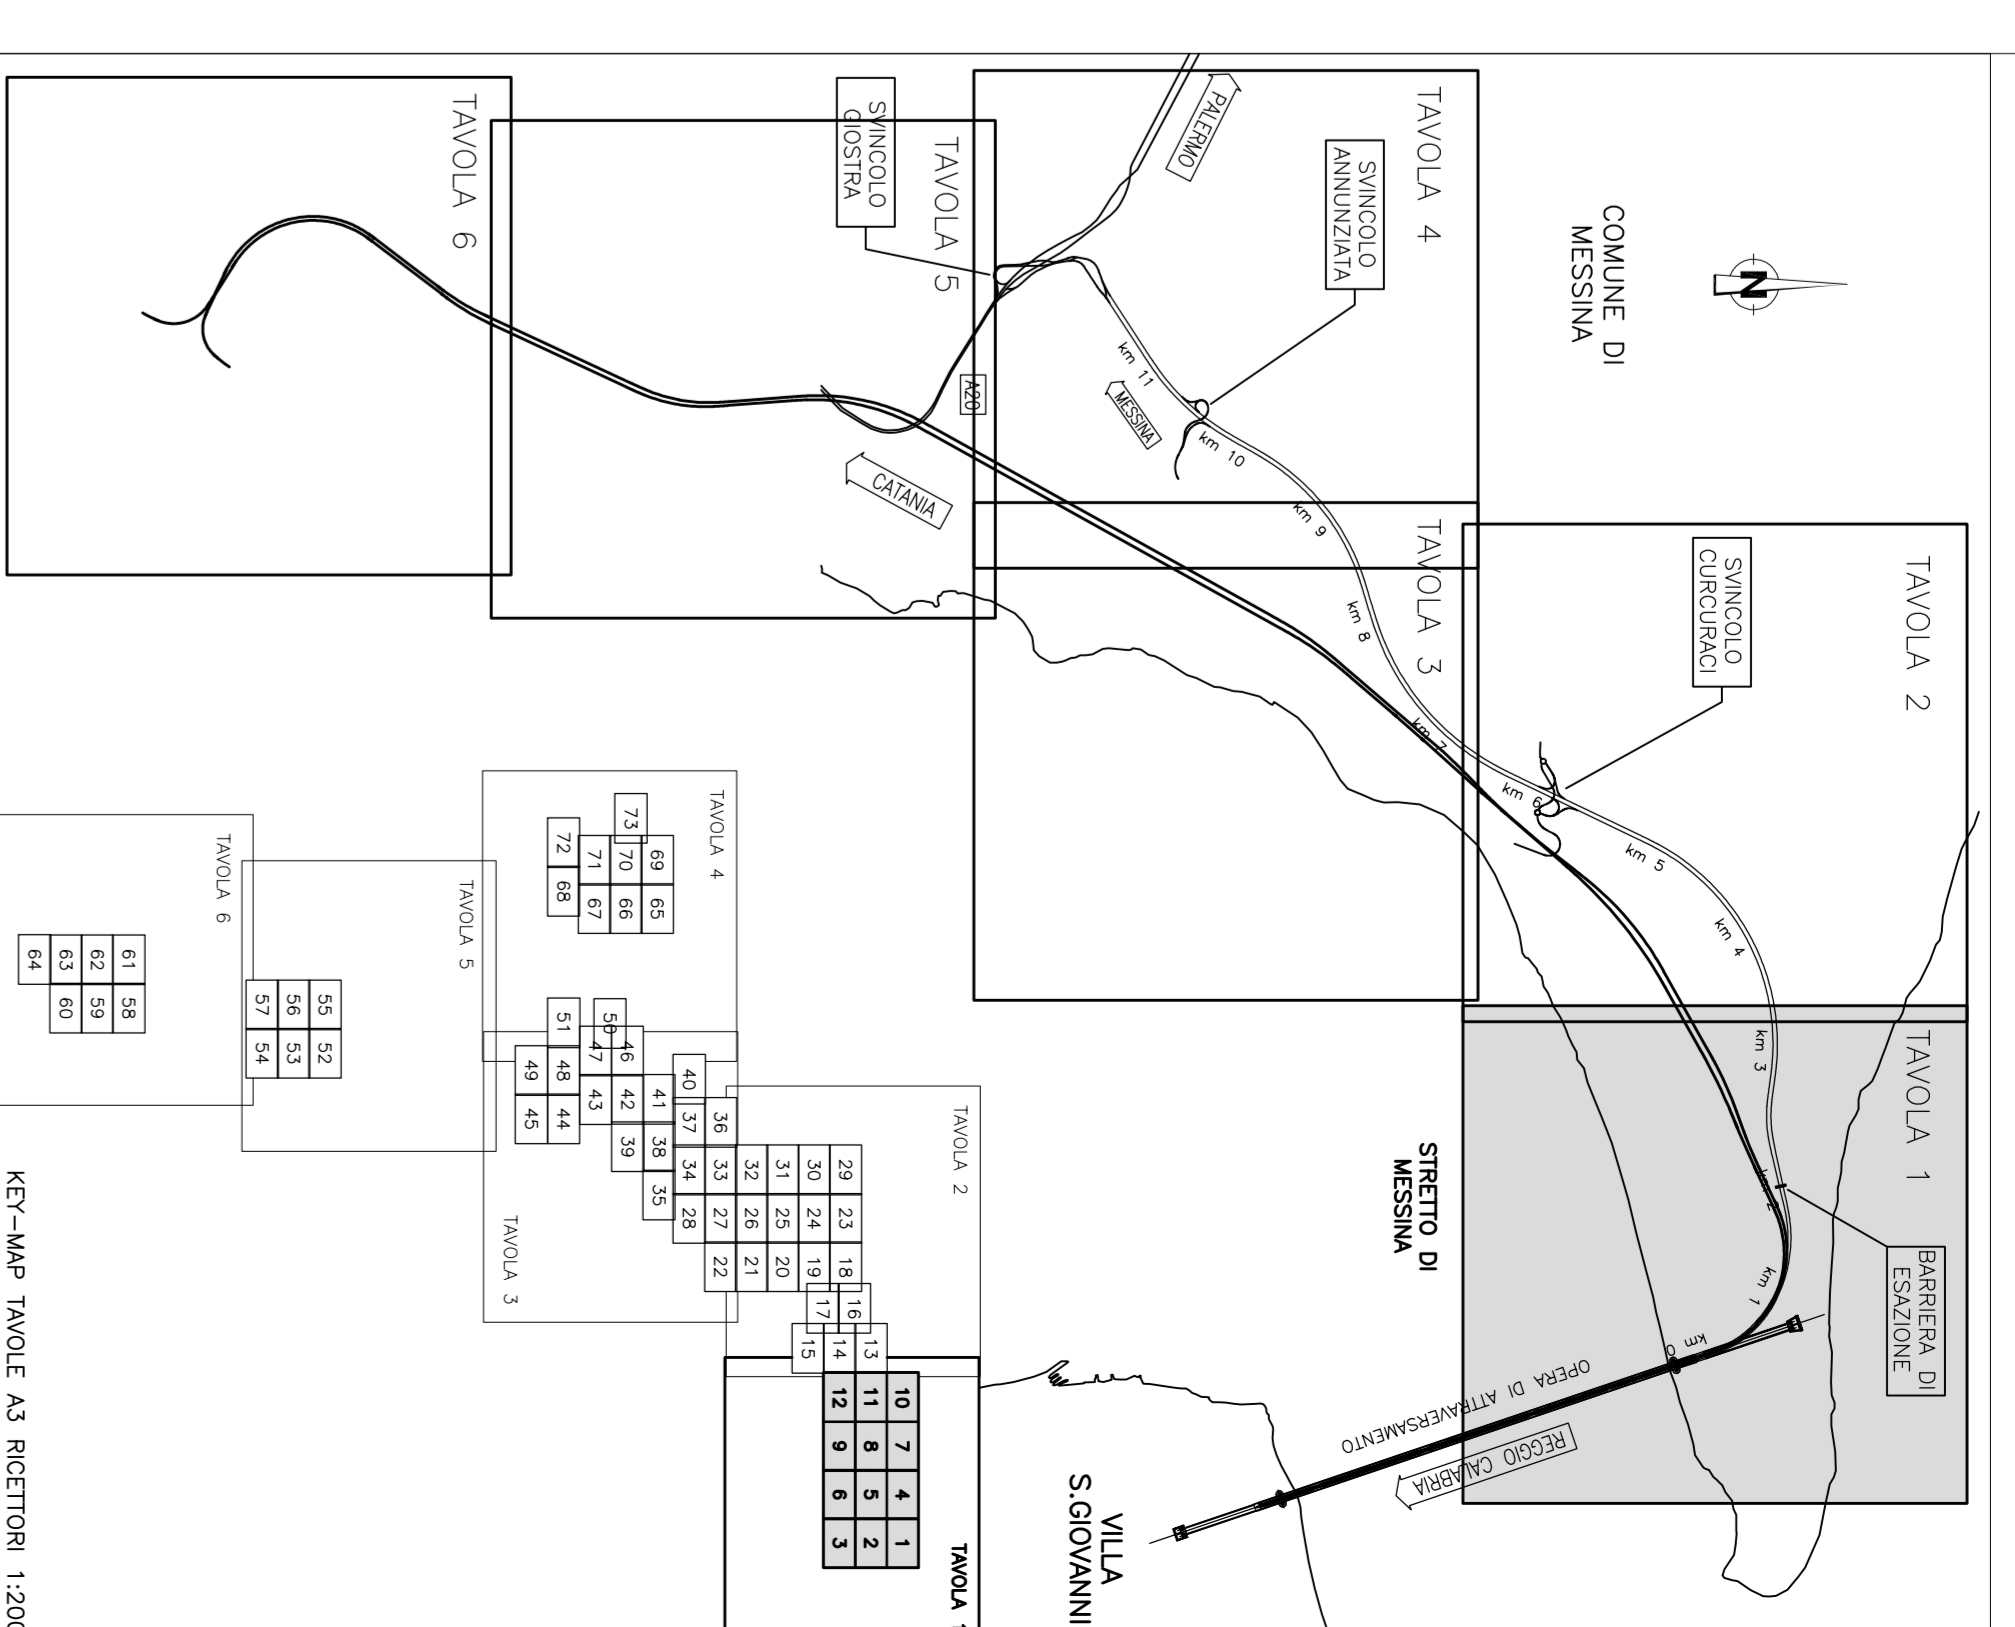 COMUNE DI
MESSINA
N
TAVOLA 2
SVINCOLO
CURCURACI
TAVOLA 1
BARRIERA DI
ESAZIONE
TAVOLA 4
SVINCOLO
ANNUNZIATA
PALERMO
TAVOLA 3
TAVOLA 5
SVINCOLO
GIOSTRA
A20
MESSINA
CATANIA
TAVOLA 6
km 0
km 1
km 2
km 3
km 4
km 5
km 6
km 7
km 8
km 9
km 10
km 11
OPERA DI ATTRAVERSAMENTO
REGGIO CALABRIA
STRETTO DI
MESSINA
VILLA
S.GIOVANNI
TAVOLA 4
73
69
65
70
66
71
67
72
68
TAVOLA 2
29
23
18
30
24
19
31
25
20
32
26
21
36
33
27
22
40
37
34
28
41
38
35
46
42
39
50
47
43
51
48
44
49
45
16
17
13
14
15
TAVOLA 3
TAVOLA
10
7
4
1
11
8
5
2
12
9
6
3
TAVOLA 5
55
52
56
53
57
54
TAVOLA 6
61
58
62
59
63
60
64
KEY-MAP TAVOLE A3 RICETTORI